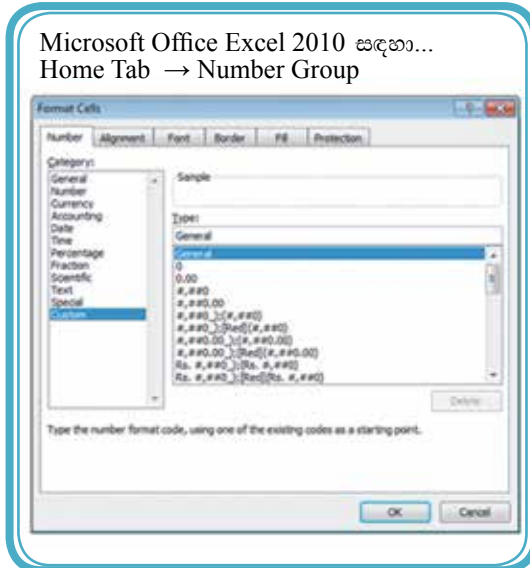 Microsoft Office Excel 2010 සඳහා...
Home Tab → Number Group
Format Cells
Number Alignment Font Border Fill Protection
Category:
General
Number
Currency
Accounting
Date
Time
Percentage
Fraction
Scientific
Text
Special
Custom
Sample
Type:
General
General
0
0.00
#,##0
#,##0.00
#,##0_);(#,##0)
#,##0_);[Red](#,##0)
#,##0.00_);(#,##0.00)
#,##0.00_);[Red](#,##0.00)
Rs. #,##0_);(Rs. #,##0)
Rs. #,##0_);[Red](Rs. #,##0)
Delete
Type the number format code, using one of the existing codes as a starting point.
OK Cancel